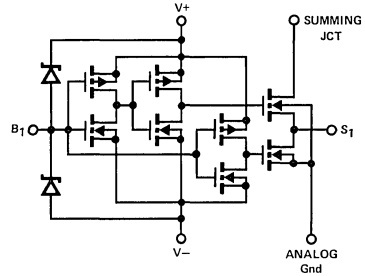 V+
SUMMING
JCT
B1
S1
V−
ANALOG
Gnd